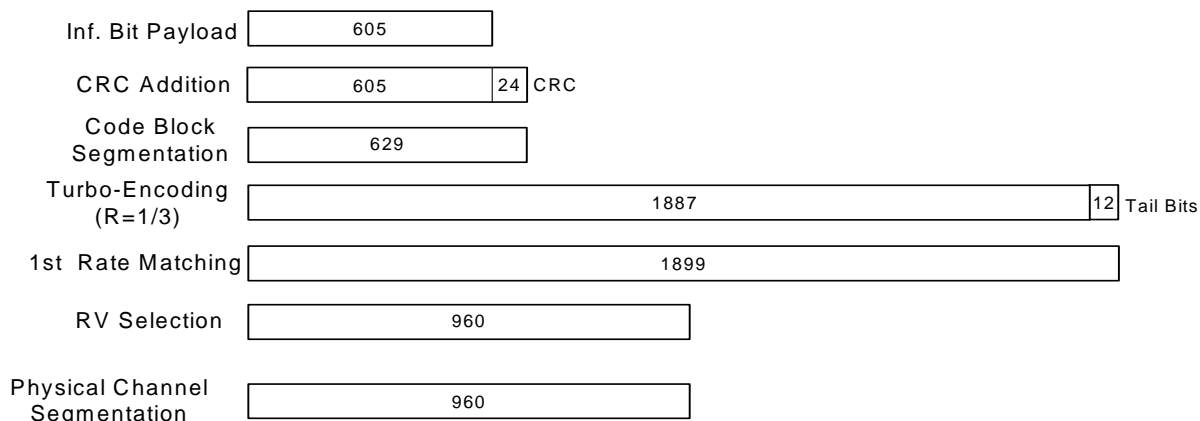 Inf. Bit Payload 605
CRC Addition 605 24 CRC
Code Block
Segmentation 629
Turbo-Encoding
(R=1/3) 1887 12 Tail Bits
1st Rate Matching 1899
RV Selection 960
Physical Channel
Segmentation 960